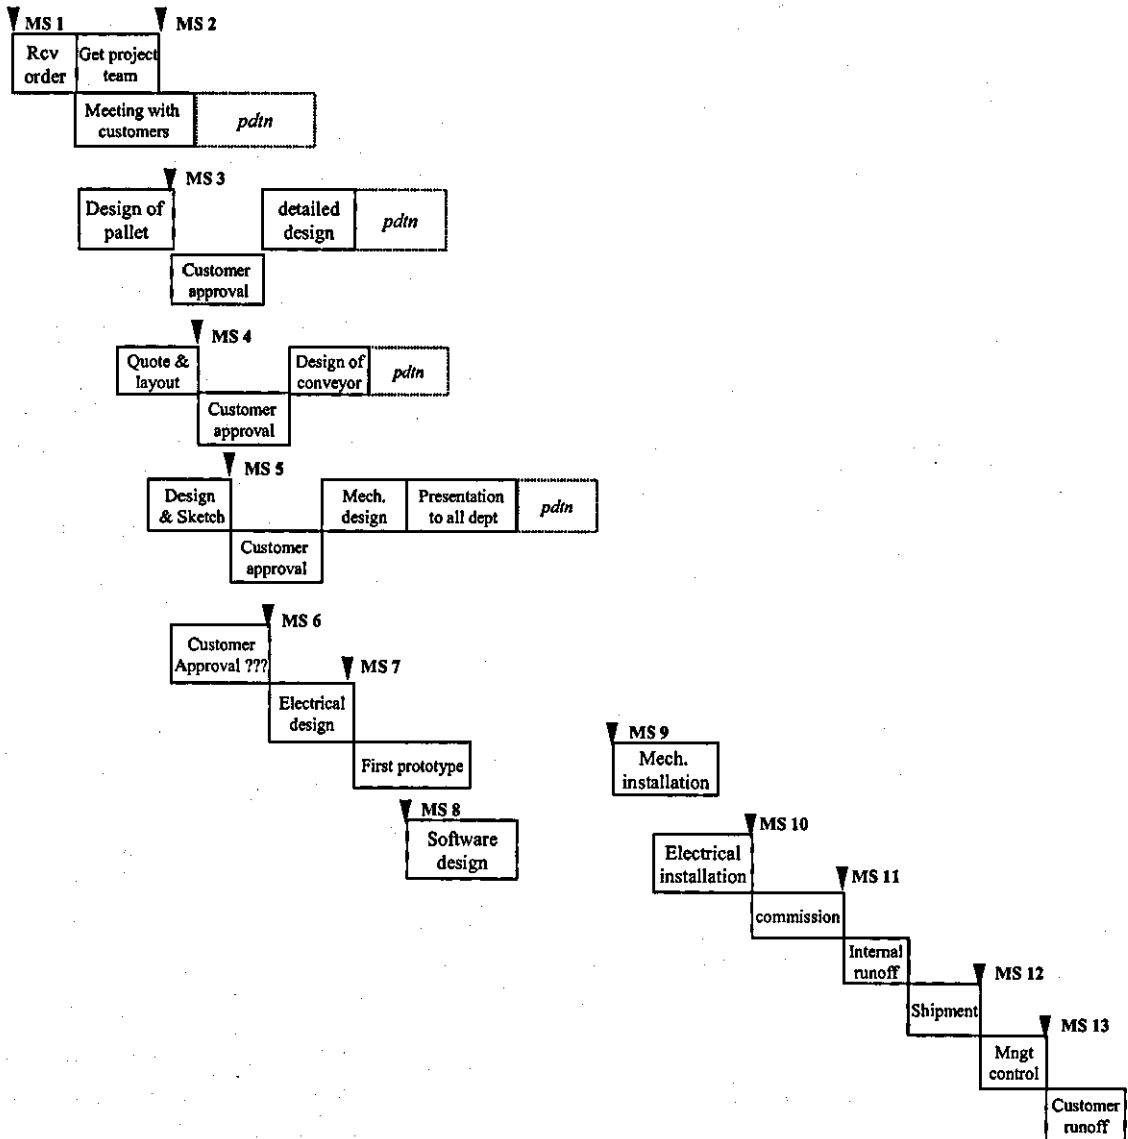 MS 1
MS 2
Rcv
order
Get project
team
Meeting with
customers
pdtn
MS 3
Design of
pallet
detailed
design
pdtn
Customer
approval
MS 4
Quote &
layout
Design of
conveyor
pdtn
Customer
approval
MS 5
Design
& Sketch
Mech.
design
Presentation
to all dept
pdtn
Customer
approval
MS 6
Customer
Approval ???
MS 7
Electrical
design
First prototype
MS 9
Mech.
installation
MS 8
Software
design
MS 10
Electrical
installation
MS 11
commission
Internal
runoff
MS 12
Shipment
MS 13
Mngt
control
Customer
runoff